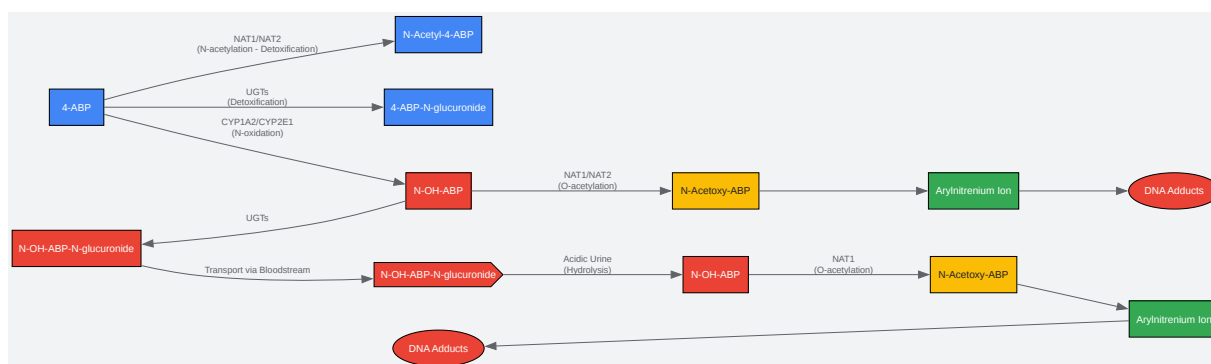 NAT1/NAT2
(N-acetylation - Detoxification)
N-Acetyl-4-ABP
4-ABP
UGTs
(Detoxification)
4-ABP-N-glucuronide
CYP1A2/CYP2E1
(N-oxidation)
N-OH-ABP
NAT1/NAT2
(O-acetylation)
N-Acetoxy-ABP
Arylnitrenium Ion
DNA Adducts
UGTs
N-OH-ABP-N-glucuronide
Transport via Bloodstream
N-OH-ABP-N-glucuronide
Acidic Urine
(Hydrolysis)
N-OH-ABP
NAT1
(O-acetylation)
N-Acetoxy-ABP
Arylnitrenium Ion
DNA Adducts